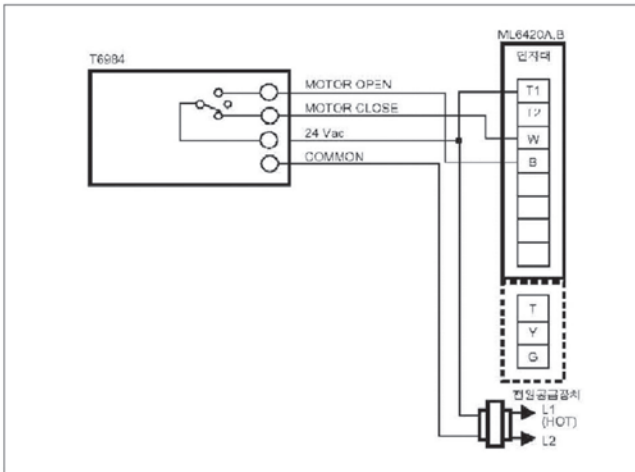 T6984
MOTOR OPEN
MOTOR CLOSE
24 Vac
COMMON
ML6420A,B
단자대
T1
T2
W
B
T
Y
G
전원공급장치
L1
(HOT)
L2